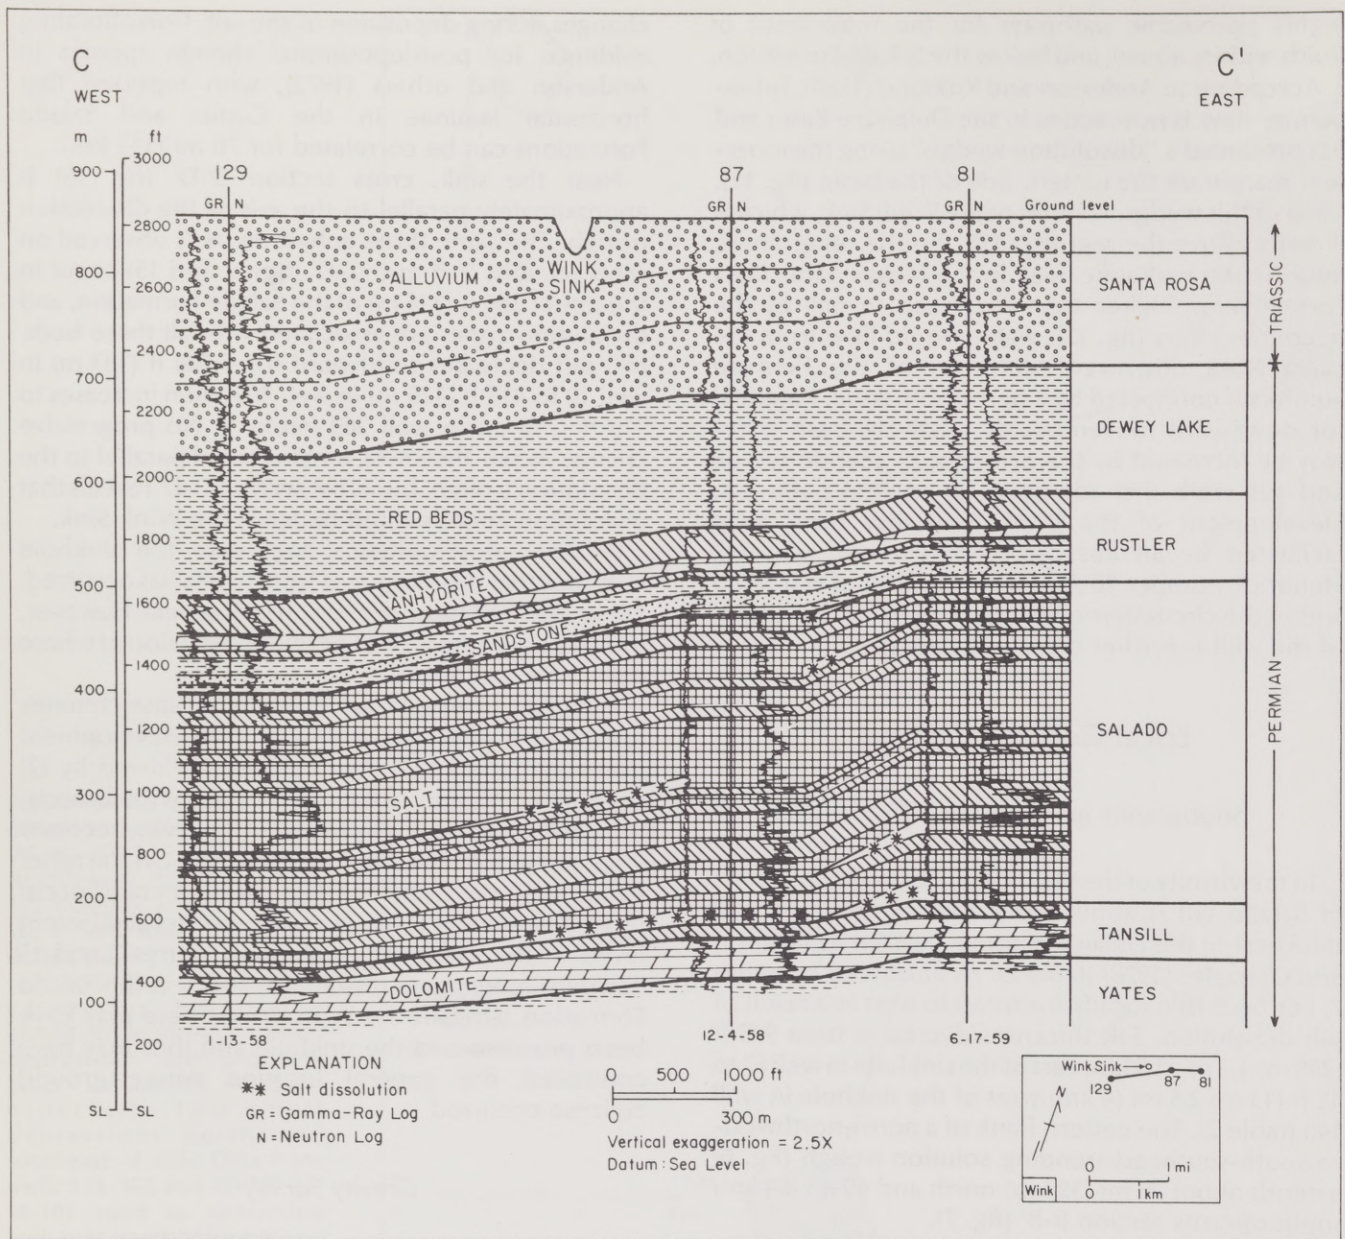 C
WEST
C'
EAST
m ft
3000
900
129
87
81
GR N
GR N
GR N
Ground level
2800
800
2600
2400
700
2200
2000
600
1800
500
1600
1400
400
1200
300
1000
800
200
600
400
100
200
SL SL
ALLUVIUM
WINK
SINK
RED BEDS
ANHYDRITE
SANDSTONE
SALT
DOLOMITE
SANTA ROSA
DEWEY LAKE
RUSTLER
SALADO
TANSILL
YATES
TRIASSIC
PERMIAN
1-13-58
12-4-58
6-17-59
EXPLANATION
** Salt dissolution
GR = Gamma-Ray Log
N = Neutron Log
0 500 1000 ft
0 300 m
Vertical exaggeration = 2.5X
Datum: Sea Level
Wink Sink
129 87 81
N
Wink
0 1 mi
0 1 km